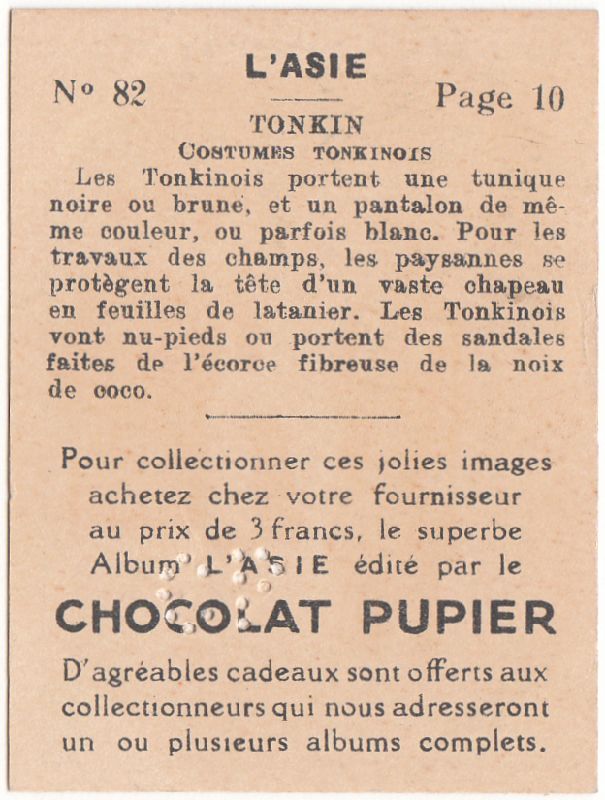 L'ASIE
Nº 82
Page 10
TONKIN
COSTUMES TONKINOIS
Les Tonkinois portent une tunique
noire ou brune, et un pantalon de mê-
me couleur, ou parfois blanc. Pour les
travaux des champs, les paysannes se
protègent la tête d'un vaste chapeau
en feuilles de latanier. Les Tonkinois
vont nu-pieds ou portent des sandales
faites de l'écorce fibreuse de la noix
de coco.
Pour collectionner ces jolies images
achetez chez votre fournisseur
au prix de 3 francs, le superbe
Album L'ASIE édité par le
CHOCOLAT PUPIER
D'agréables cadeaux sont offerts aux
collectionneurs qui nous adresseront
un ou plusieurs albums complets.